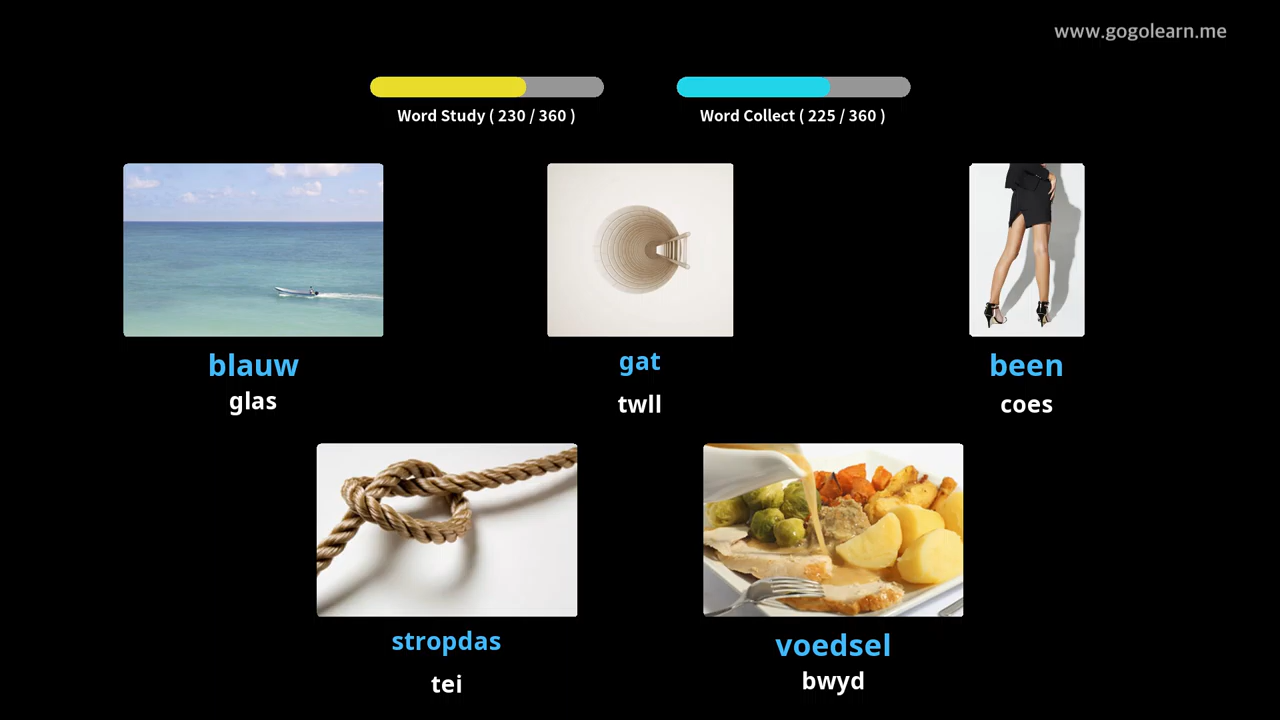 www.gogolearn.me
Word Study ( 230 / 360 )
Word Collect ( 225 / 360 )
blauw
glas
gat
twll
been
coes
stropdas
tei
voedsel
bwyd